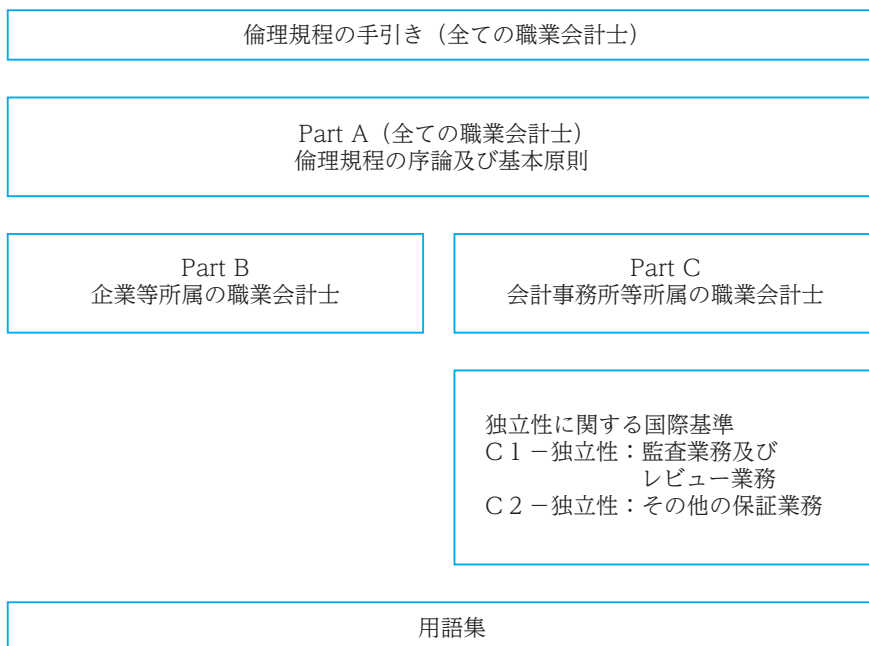 倫理規程の手引き（全ての職業会計士）
Part A（全ての職業会計士）
倫理規程の序論及び基本原則
Part B
企業等所属の職業会計士
Part C
会計事務所等所属の職業会計士
独立性に関する国際基準
C１－独立性：監査業務及び
レビュー業務
C２－独立性：その他の保証業務
用語集